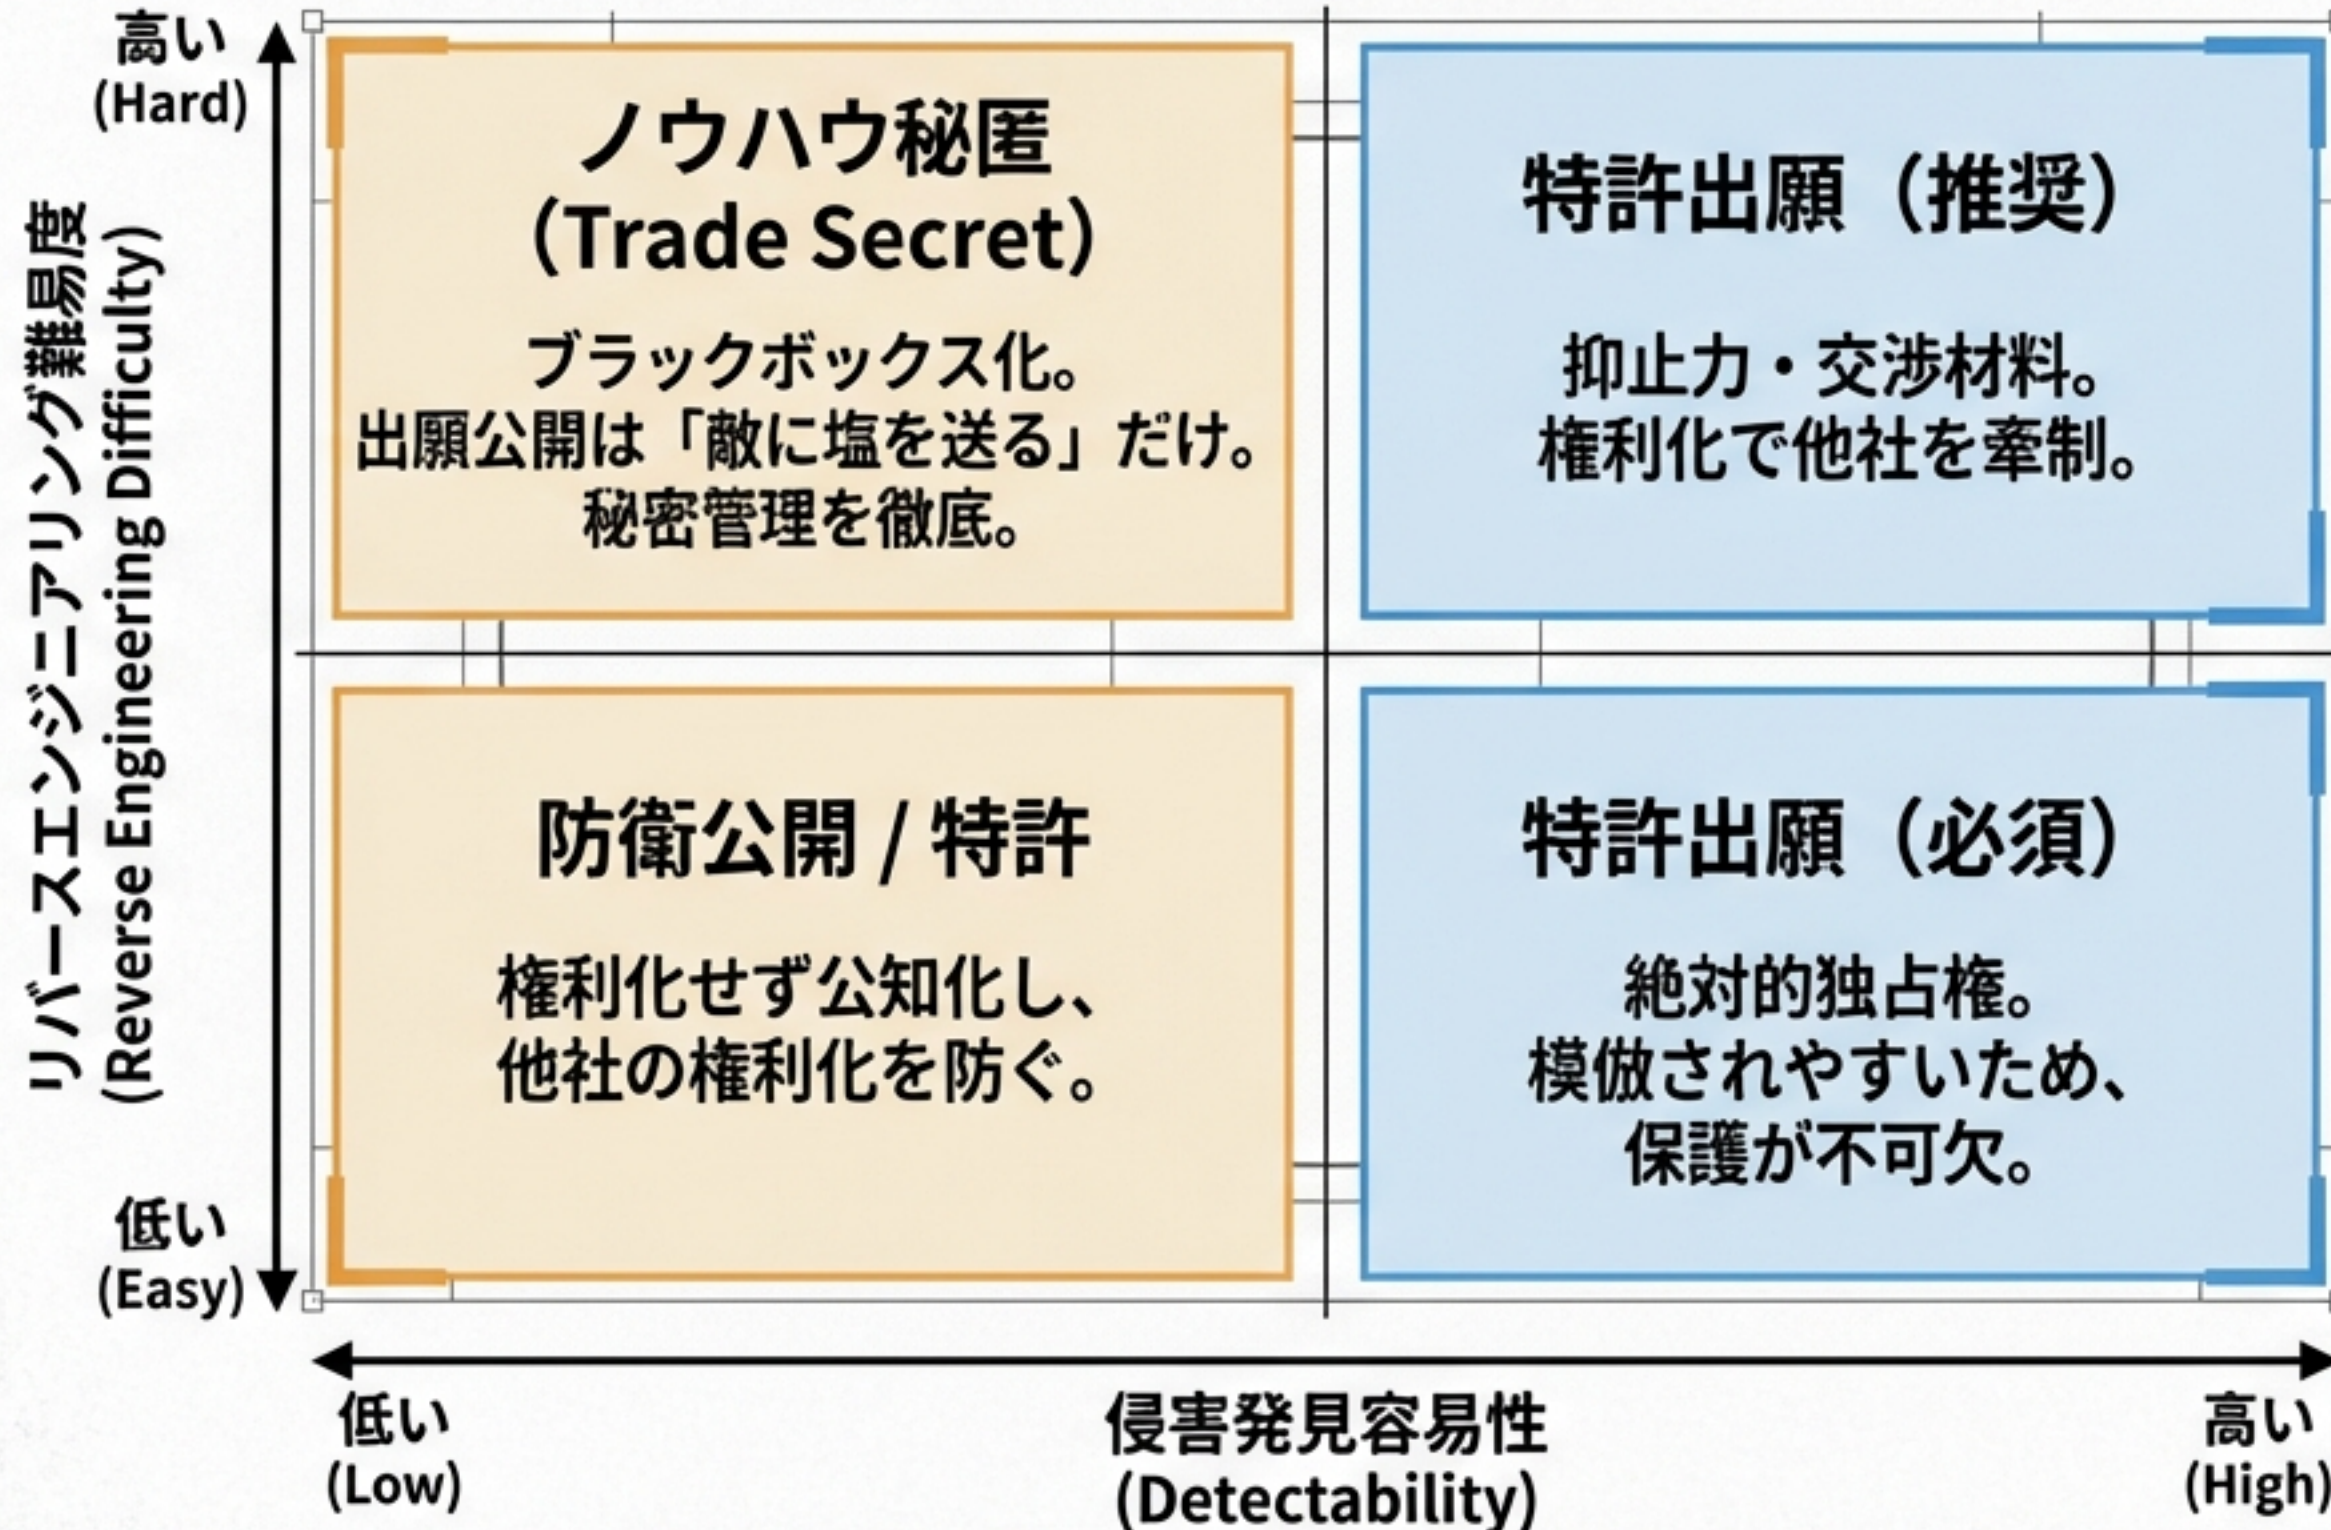 高い
(Hard)
リバースエンジニアリング難易度
(Reverse Engineering Difficulty)
低い
(Easy)
ノウハウ秘匿
（Trade Secret）
ブラックボックス化。
出願公開は「敵に塩を送る」だけ。
秘密管理を徹底。
特許出願（推奨）
抑止力・交渉材料。
権利化で他社を牽制。
防衛公開 / 特許
権利化せず公知化し、
他社の権利化を防ぐ。
特許出願（必須）
絶対的独占権。
模倣されやすいため、
保護が不可欠。
低い
(Low)
侵害発見容易性
(Detectability)
高い
(High)